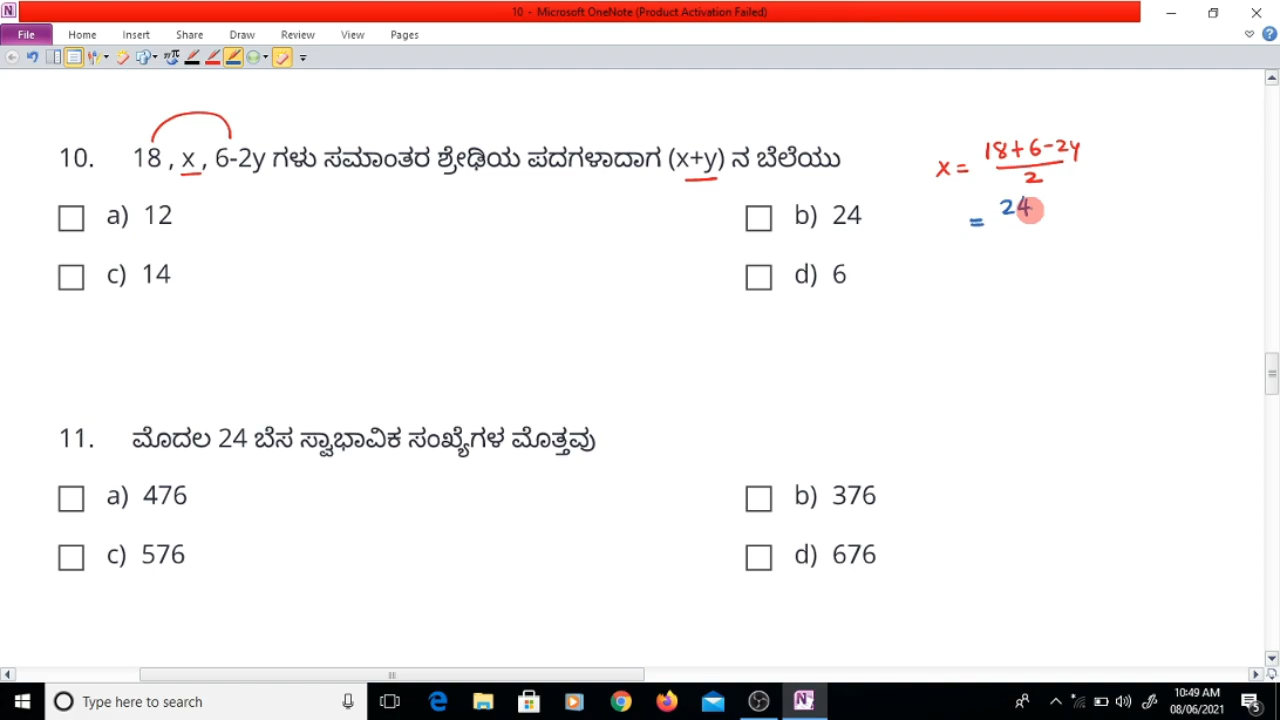 10 - Microsoft OneNote (Product Activation Failed)
File Home Insert Share Draw Review View Pages
10. 18 , x , 6-2y ಗಳು ಸಮಾಂತರ ಶ್ರೇಢಿಯ ಪದಗಳಾದಾಗ (x+y) ನ ಬೆಲೆಯು
a) 12 b) 24
c) 14 d) 6
x = 18+6-2y
2
= 24
11. ಮೊದಲ 24 ಬೆಸ ಸ್ವಾಭಾವಿಕ ಸಂಖ್ಯೆಗಳ ಮೊತ್ತವು
a) 476 b) 376
c) 576 d) 676
Type here to search
10:49 AM
08/06/2021
5